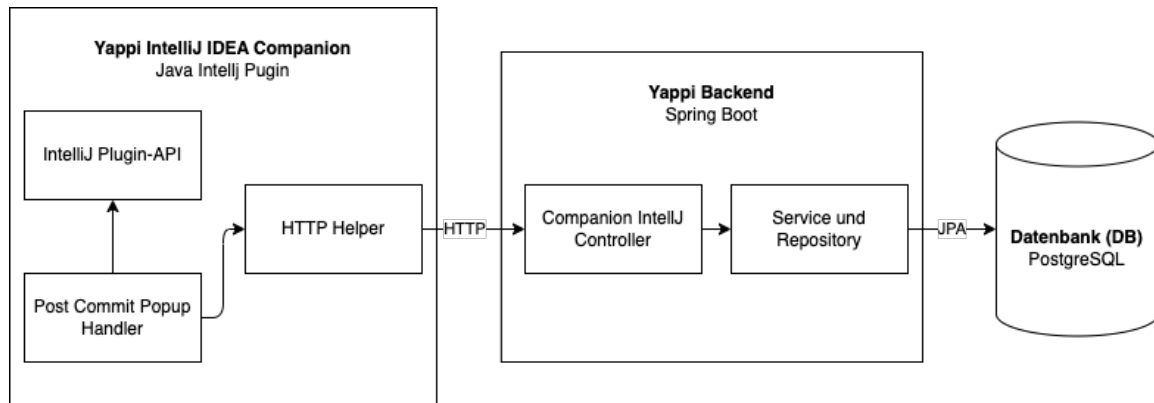 Yappi IntelliJ IDEA Companion
Java Intellj Pugin
IntelliJ Plugin-API
HTTP Helper
Post Commit Popup
Handler
HTTP
Yappi Backend
Spring Boot
Companion IntellJ
Controller
Service und
Repository
JPA
Datenbank (DB)
PostgreSQL